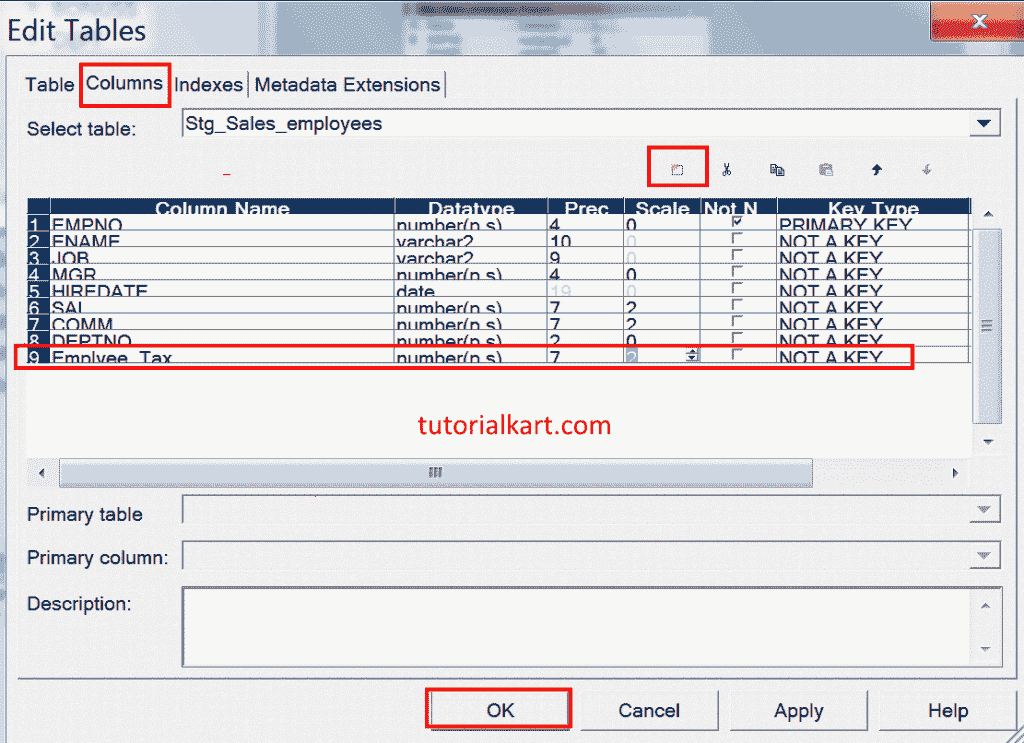 Edit Tables
Table Columns Indexes Metadata Extensions
Select table: Stg_Sales_employees
Column Name Datatype Prec Scale Not N Key Type
1 EMPNO number(p,s) 4 0 PRIMARY KEY
2 ENAME varchar2 10 0 NOT A KEY
3 JOB varchar2 9 0 NOT A KEY
4 MGR number(p,s) 4 0 NOT A KEY
5 HIREDATE date 19 0 NOT A KEY
6 SAL number(p,s) 7 2 NOT A KEY
7 COMM number(p,s) 7 2 NOT A KEY
8 DEPTNO number(p,s) 2 0 NOT A KEY
9 Emplyee_Tax number(p,s) 7 2 NOT A KEY
tutorialkart.com
Primary table
Primary column:
Description:
OK Cancel Apply Help